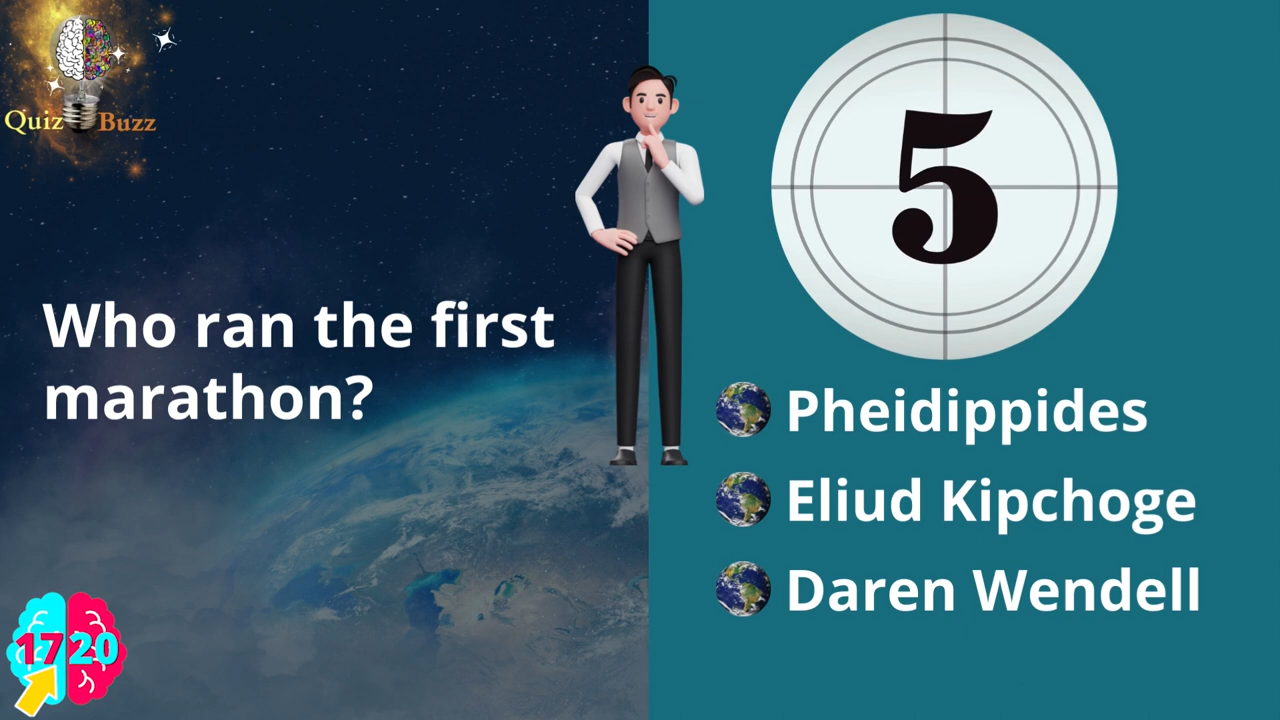 Quiz Buzz
5
Who ran the first
marathon?
Pheidippides
Eliud Kipchoge
Daren Wendell
17 20